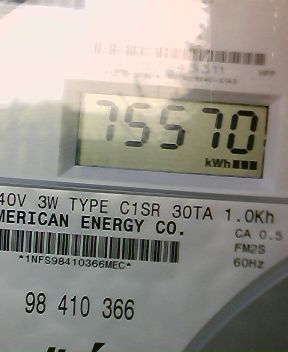 75570
kWh
40V 3W TYPE C1SR 30TA 1.0Kh
MERICAN ENERGY CO.
CA 0.5
FM2S
60Hz
*1NFS98410366MEC*
98 410 366